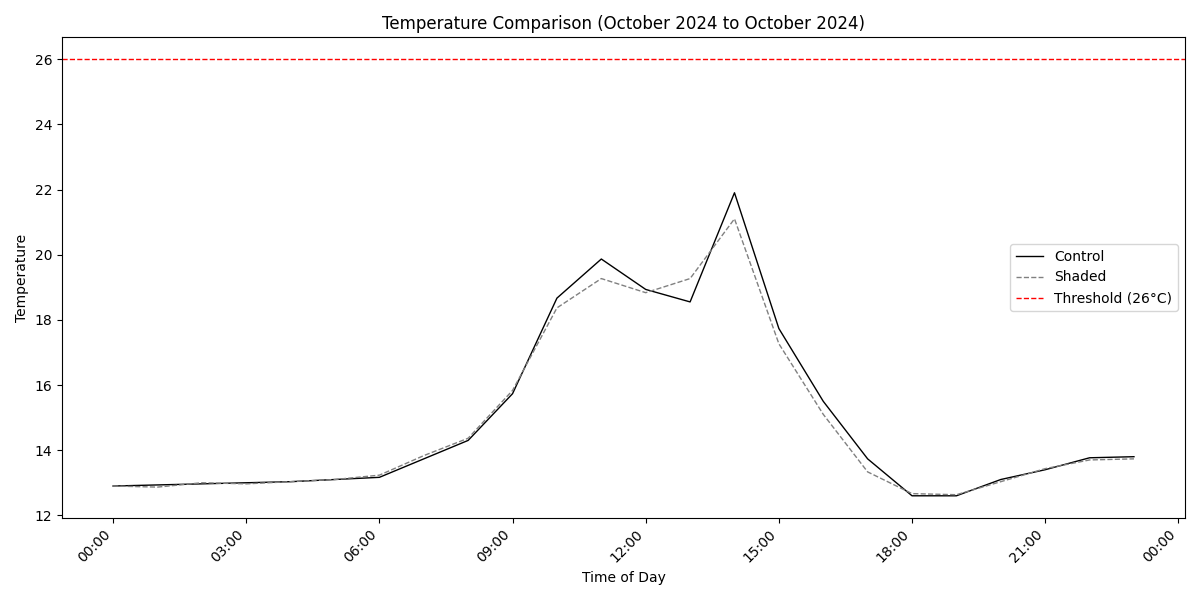 Temperature Comparison (October 2024 to October 2024)
26
24
22
20
18
16
14
12
Temperature
Control
Shaded
Threshold (26°C)
00:00
03:00
06:00
09:00
12:00
15:00
18:00
21:00
00:00
Time of Day